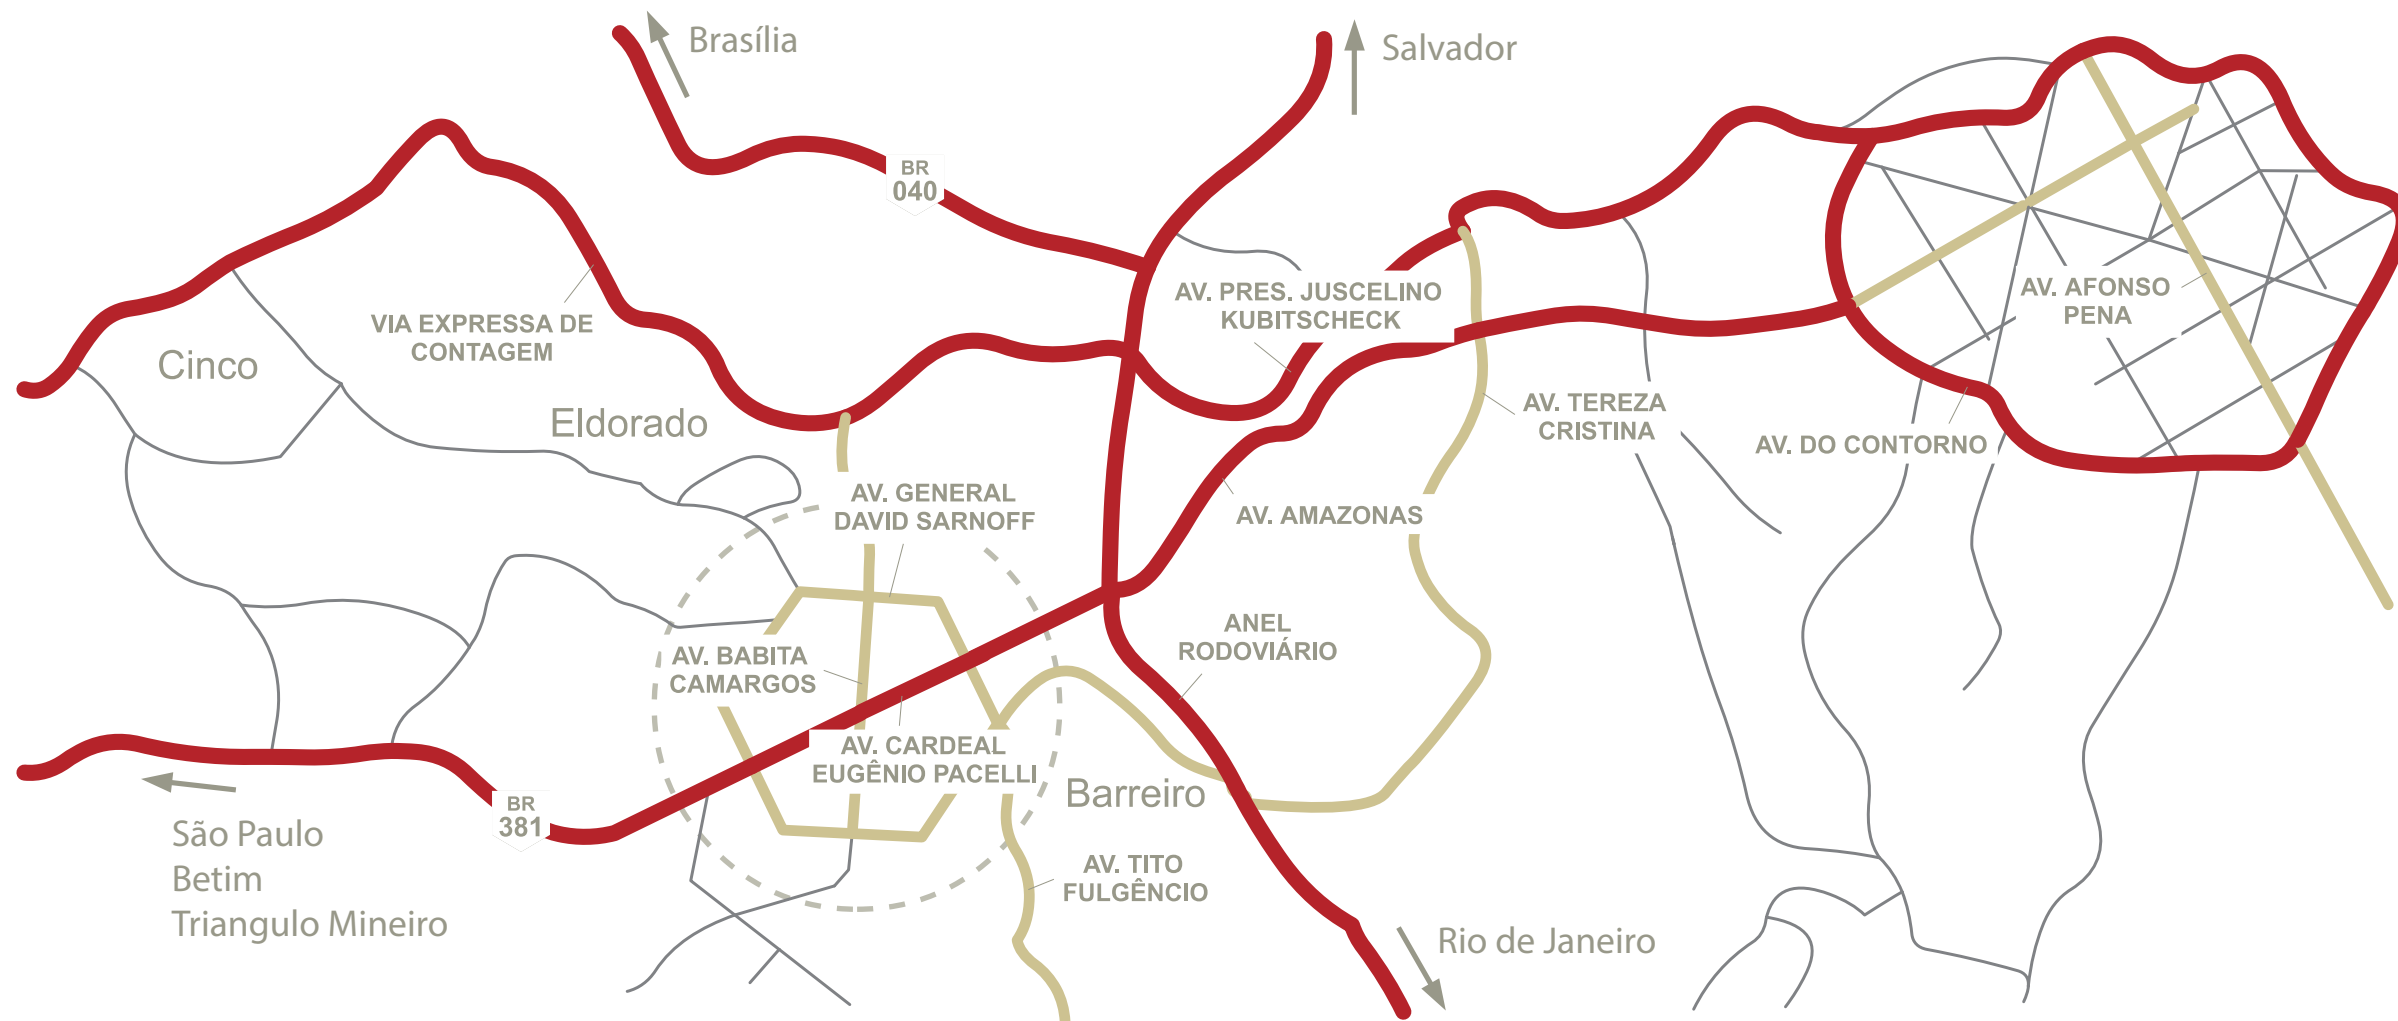 Brasília
Salvador
BR
040
VIA EXPRESSA DE
CONTAGEM
AV. PRES. JUSCELINO
KUBITSCHECK
AV. AFONSO
PENA
Cinco
Eldorado
AV. TEREZA
CRISTINA
AV. DO CONTORNO
AV. GENERAL
DAVID SARNOFF
AV. AMAZONAS
ANEL
RODOVIÁRIO
AV. BABITA
CAMARGOS
AV. CARDEAL
EUGÊNIO PACELLI
Barreiro
BR
381
São Paulo
Betim
Triangulo Mineiro
AV. TITO
FULGÊNCIO
Rio de Janeiro